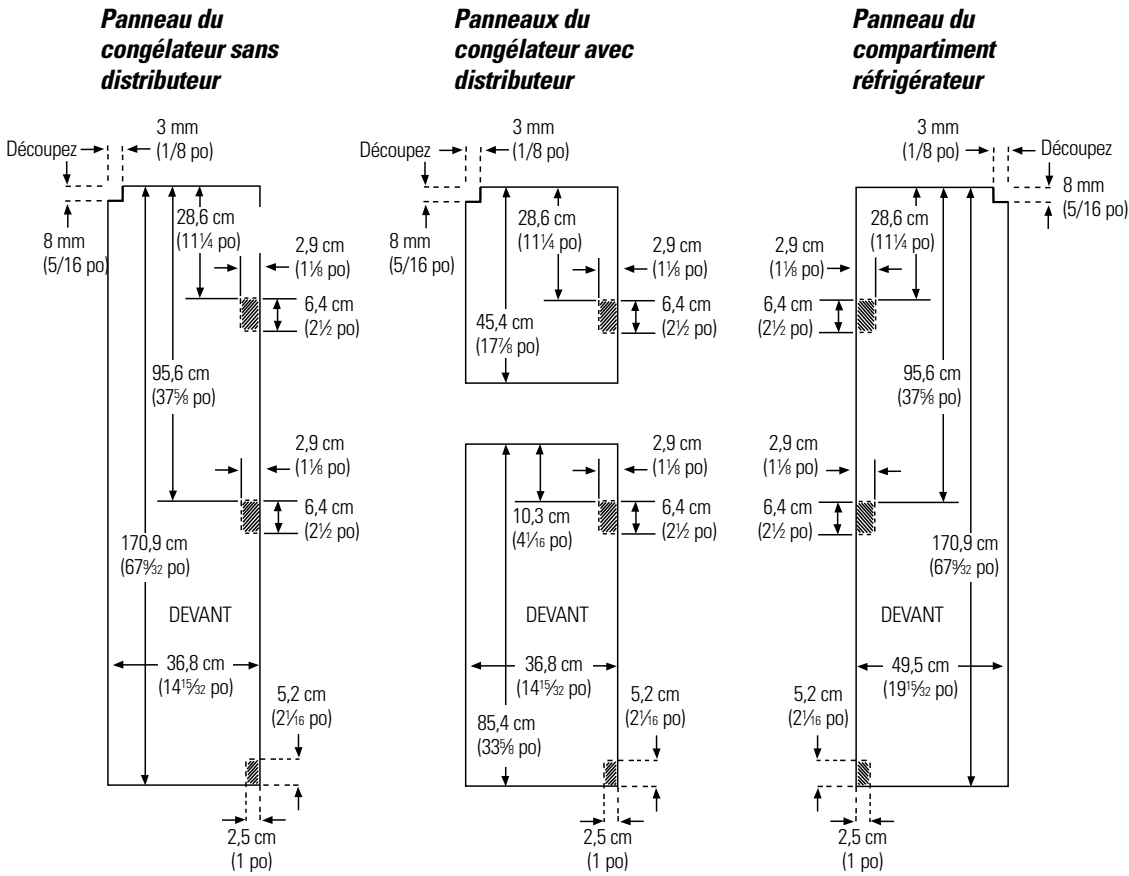 Panneau du
congélateur sans
distributeur
Découpez
3 mm
(1/8 po)
8 mm
(5/16 po)
28,6 cm
(11¼ po)
2,9 cm
(1⅛ po)
6,4 cm
(2½ po)
95,6 cm
(37⅝ po)
2,9 cm
(1⅛ po)
6,4 cm
(2½ po)
170,9 cm
(67⁹⁄₃₂ po)
DEVANT
36,8 cm
(14¹⁵⁄₃₂ po)
5,2 cm
(2¹⁄₁₆ po)
2,5 cm
(1 po)
Panneaux du
congélateur avec
distributeur
Découpez
3 mm
(1/8 po)
8 mm
(5/16 po)
28,6 cm
(11¼ po)
2,9 cm
(1⅛ po)
6,4 cm
(2½ po)
45,4 cm
(17⅞ po)
2,9 cm
(1⅛ po)
6,4 cm
(2½ po)
10,3 cm
(4¹⁄₁₆ po)
DEVANT
36,8 cm
(14¹⁵⁄₃₂ po)
85,4 cm
(33⅝ po)
5,2 cm
(2¹⁄₁₆ po)
2,5 cm
(1 po)
Panneau du
compartiment
réfrigérateur
3 mm
(1/8 po)
Découpez
8 mm
(5/16 po)
28,6 cm
(11¼ po)
2,9 cm
(1⅛ po)
6,4 cm
(2½ po)
95,6 cm
(37⅝ po)
2,9 cm
(1⅛ po)
6,4 cm
(2½ po)
170,9 cm
(67⁹⁄₃₂ po)
DEVANT
49,5 cm
(19¹⁵⁄₃₂ po)
5,2 cm
(2¹⁄₁₆ po)
2,5 cm
(1 po)